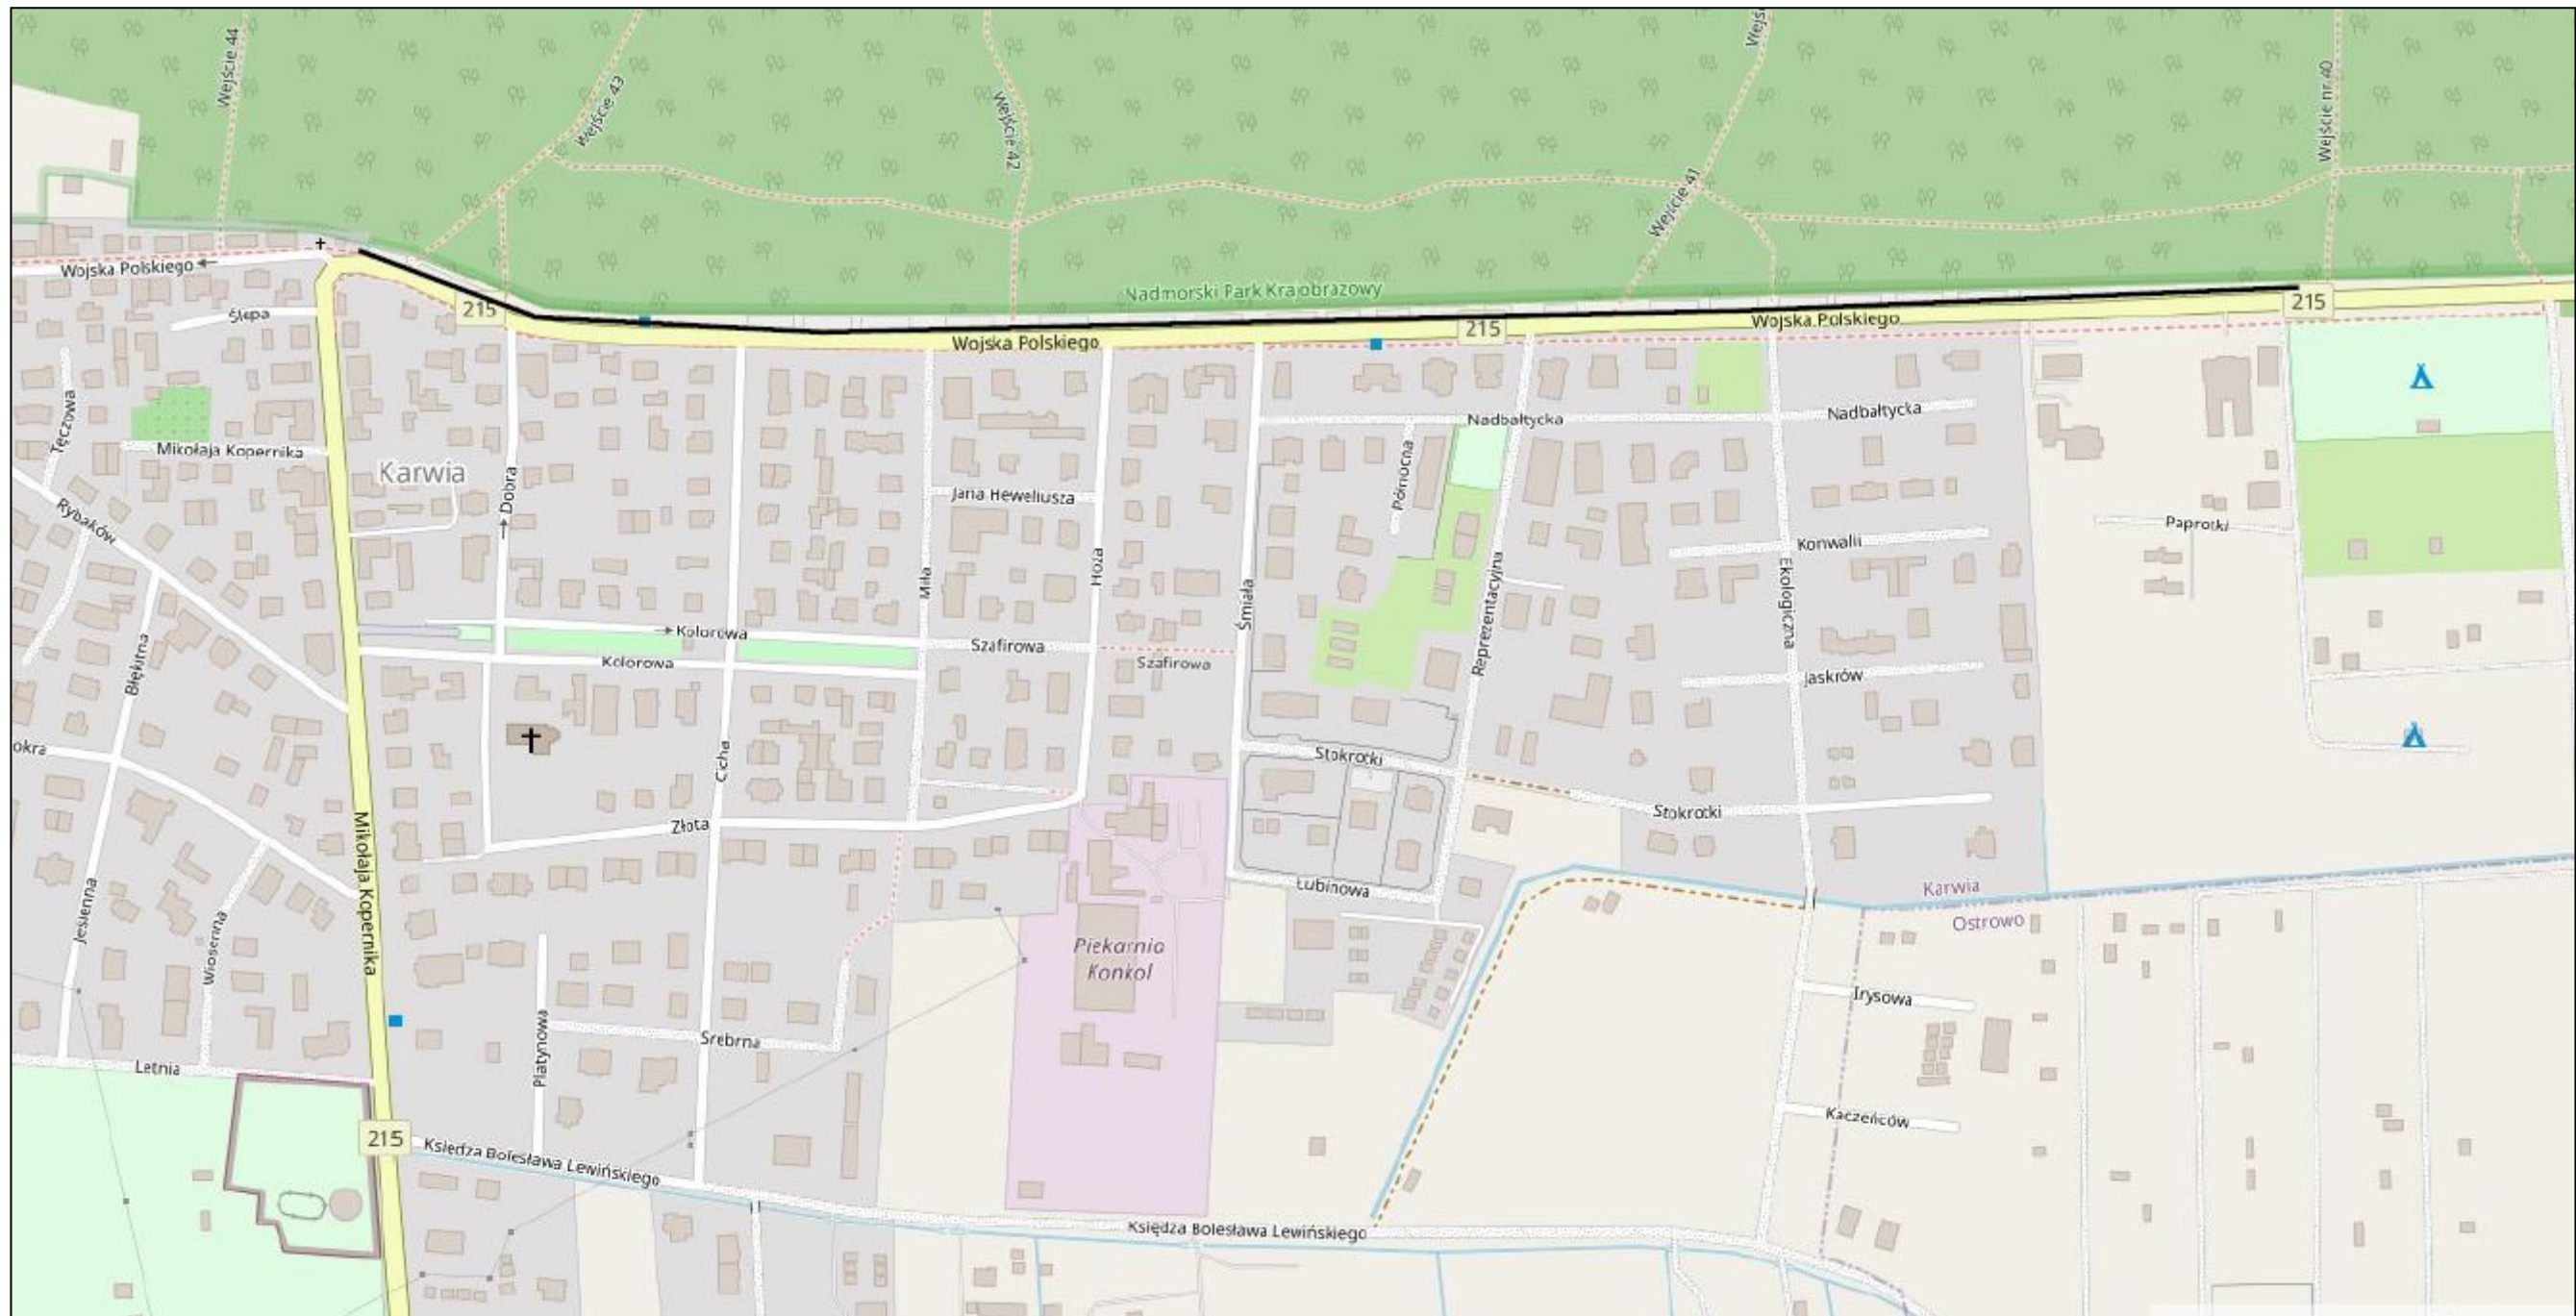 Wejście 44
Wejście 43
Wejście 42
Wejście 41
Wejście nr 40
Nadmorski Park Krajobrazowy
Wojska Polskiego
215
Wojska Polskiego
215
Wojska Polskiego
215
Ślepa
Tęczowa
Mikołaja Kopernika
Karwia
Dobra
Rybaków
Nadbałtycka
Nadbałtycka
Północna
Jana Heweliusza
Paprotki
Konwalii
Miła
Hoża
Śmiała
Reprezentacyjna
Ekologiczna
Błękitna
Kolorowa
Kolorowa
Szafirowa
Szafirowa
Jaskrów
okra
Cicha
Stokrotki
Stokrotki
Złota
Mikołaja Kopernika
Jesienna
Wiosenna
Łubinowa
Karwia
Ostrowo
Piekarnia
Konkol
Irysowa
Platynowa
Srebrna
Letnia
Kaczeńców
215
Księdza Bolesława Lewińskiego
Księdza Bolesława Lewińskiego